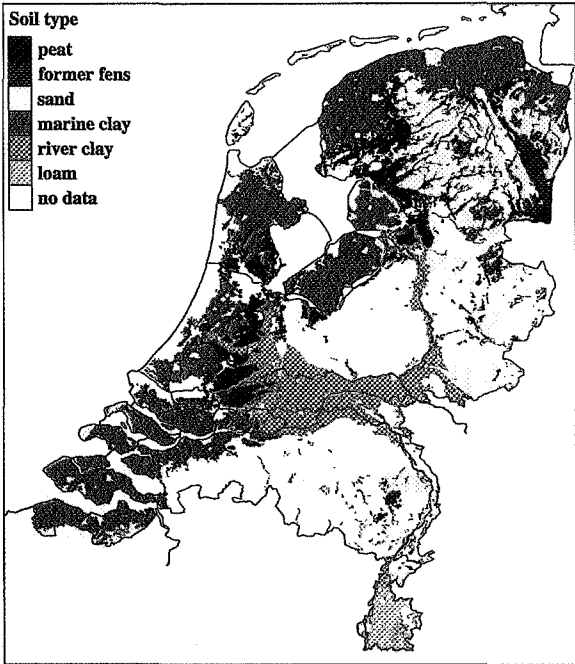 Soil type
peat
former fens
sand
marine clay
river clay
loam
no data